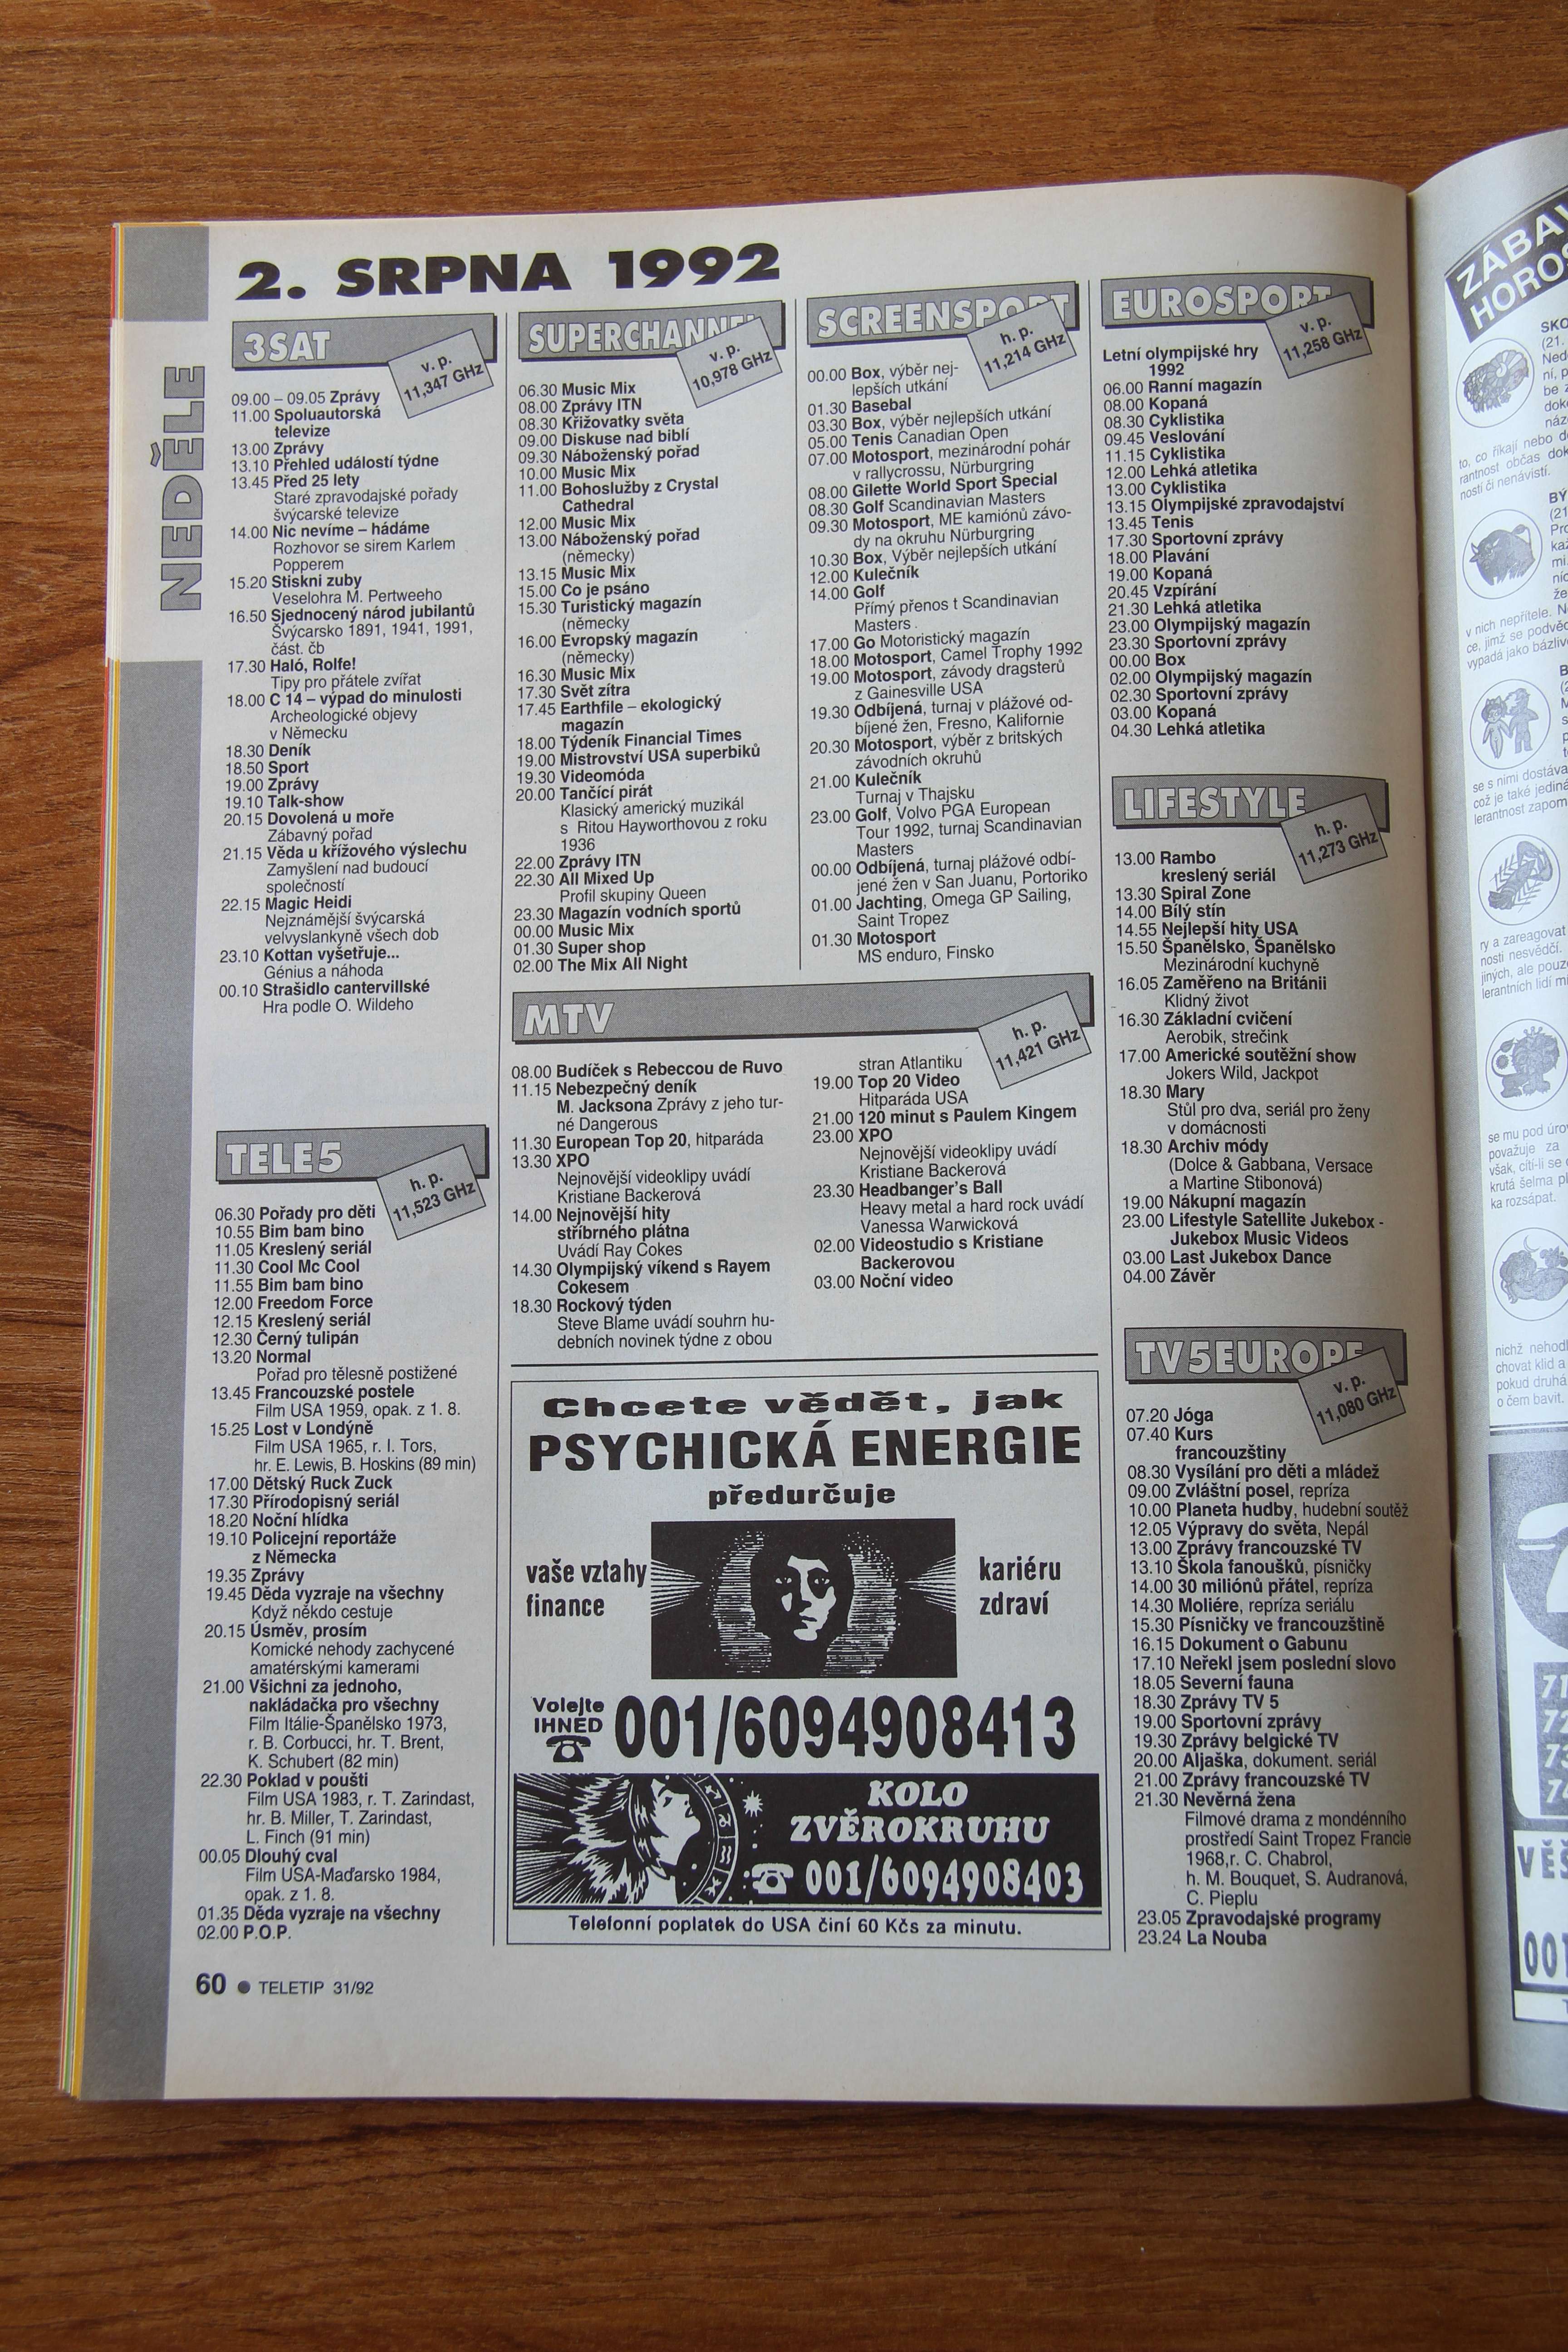 2. SRPNA 1992
NEDĚLE
3SAT
v. p.
11,347 GHz
09.00 – 09.05 Zprávy
11.00 Spoluautorská
televize
13.00 Zprávy
13.10 Přehled událostí týdne
13.45 Před 25 lety
Staré zpravodajské pořady
švýcarské televize
14.00 Nic nevíme – hádáme
Rozhovor se sirem Karlem
Popperem
15.20 Stiskni zuby
Veselohra M. Pertweeho
16.50 Sjednocený národ jubilantů
Švýcarsko 1891, 1941, 1991,
část. čb
17.30 Haló, Rolfe!
Tipy pro přátele zvířat
18.00 C 14 – výpad do minulosti
Archeologické objevy
v Německu
18.30 Deník
18.50 Sport
19.00 Zprávy
19.10 Talk-show
20.15 Dovolená u moře
Zábavný pořad
21.15 Věda u křížového výslechu
Zamyšlení nad budoucí
společností
22.15 Magic Heidi
Nejznámější švýcarská
velvyslankyně všech dob
23.10 Kottan vyšetřuje...
Génius a náhoda
00.10 Strašidlo cantervillské
Hra podle O. Wildeho
TELE5
h. p.
11,523 GHz
06.30 Pořady pro děti
10.55 Bim bam bino
11.05 Kreslený seriál
11.30 Cool Mc Cool
11.55 Bim bam bino
12.00 Freedom Force
12.15 Kreslený seriál
12.30 Černý tulipán
13.20 Normal
Pořad pro tělesně postižené
13.45 Francouzské postele
Film USA 1959, opak. z 1. 8.
15.25 Lost v Londýně
Film USA 1965, r. I. Tors,
hr. E. Lewis, B. Hoskins (89 min)
17.00 Dětský Ruck Zuck
17.30 Přírodopisný seriál
18.20 Noční hlídka
19.10 Policejní reportáže
z Německa
19.35 Zprávy
19.45 Děda vyzraje na všechny
Když někdo cestuje
20.15 Úsměv, prosím
Komické nehody zachycené
amatérskými kamerami
21.00 Všichni za jednoho,
nakládačka pro všechny
Film Itálie-Španělsko 1973,
r. B. Corbucci, hr. T. Brent,
K. Schubert (82 min)
22.30 Poklad v poušti
Film USA 1983, r. T. Zarindast,
hr. B. Miller, T. Zarindast,
L. Finch (91 min)
00.05 Dlouhý cval
Film USA-Maďarsko 1984,
opak. z 1. 8.
01.35 Děda vyzraje na všechny
02.00 P.O.P.
SUPERCHANNEL
v. p.
10,978 GHz
06.30 Music Mix
08.00 Zprávy ITN
08.30 Křižovatky světa
09.00 Diskuse nad biblí
09.30 Náboženský pořad
10.00 Music Mix
11.00 Bohoslužby z Crystal
Cathedral
12.00 Music Mix
13.00 Náboženský pořad
(německy)
13.15 Music Mix
15.00 Co je psáno
15.30 Turistický magazín
(německy
16.00 Evropský magazín
(německy)
16.30 Music Mix
17.30 Svět zítra
17.45 Earthfile – ekologický
magazín
18.00 Týdeník Financial Times
19.00 Mistrovství USA superbiků
19.30 Videomóda
20.00 Tančící pirát
Klasický americký muzikál
s Ritou Hayworthovou z roku
1936
22.00 Zprávy ITN
22.30 All Mixed Up
Profil skupiny Queen
23.30 Magazín vodních sportů
00.00 Music Mix
01.30 Super shop
02.00 The Mix All Night
SCREENSPORT
h. p.
11,214 GHz
00.00 Box, výběr nej-
lepších utkání
01.30 Basebal
03.30 Box, výběr nejlepších utkání
05.00 Tenis Canadian Open
07.00 Motosport, mezinárodní pohár
v rallycrossu, Nürburgring
08.00 Gilette World Sport Special
08.30 Golf Scandinavian Masters
09.30 Motosport, ME kamiónů závo-
dy na okruhu Nürburgring
10.30 Box, Výběr nejlepších utkání
12.00 Kulečník
14.00 Golf
Přímý přenos t Scandinavian
Masters
17.00 Go Motoristický magazín
18.00 Motosport, Camel Trophy 1992
19.00 Motosport, závody dragsterů
z Gainesville USA
19.30 Odbíjená, turnaj v plážové od-
bíjené žen, Fresno, Kalifornie
20.30 Motosport, výběr z britských
závodních okruhů
21.00 Kulečník
Turnaj v Thajsku
23.00 Golf, Volvo PGA European
Tour 1992, turnaj Scandinavian
Masters
00.00 Odbíjená, turnaj plážové odbí-
jené žen v San Juanu, Portoriko
01.00 Jachting, Omega GP Sailing,
Saint Tropez
01.30 Motosport
MS enduro, Finsko
MTV
h. p.
11,421 GHz
08.00 Budíček s Rebeccou de Ruvo
11.15 Nebezpečný deník
M. Jacksona Zprávy z jeho tur-
né Dangerous
11.30 European Top 20, hitparáda
13.30 XPO
Nejnovější videoklipy uvádí
Kristiane Backerová
14.00 Nejnovější hity
stříbrného plátna
Uvádí Ray Cokes
14.30 Olympijský víkend s Rayem
Cokesem
18.30 Rockový týden
Steve Blame uvádí souhrn hu-
debních novinek týdne z obou
stran Atlantiku
19.00 Top 20 Video
Hitparáda USA
21.00 120 minut s Paulem Kingem
23.00 XPO
Nejnovější videoklipy uvádí
Kristiane Backerová
23.30 Headbanger's Ball
Heavy metal a hard rock uvádí
Vanessa Warwicková
02.00 Videostudio s Kristiane
Backerovou
03.00 Noční video
Chcete vědět, jak
PSYCHICKÁ ENERGIE
předurčuje
vaše vztahy
finance
kariéru
zdraví
Volejte
IHNED
001/6094908413
KOLO
ZVĚROKRUHU
001/6094908403
Telefonní poplatek do USA činí 60 Kčs za minutu.
EUROSPORT
v. p.
11,258 GHz
Letní olympijské hry
1992
06.00 Ranní magazín
08.00 Kopaná
08.30 Cyklistika
09.45 Veslování
11.15 Cyklistika
12.00 Lehká atletika
13.00 Cyklistika
13.15 Olympijské zpravodajství
13.45 Tenis
17.30 Sportovní zprávy
18.00 Plavání
19.00 Kopaná
20.45 Vzpírání
21.30 Lehká atletika
23.00 Olympijský magazín
23.30 Sportovní zprávy
00.00 Box
02.00 Olympijský magazín
02.30 Sportovní zprávy
03.00 Kopaná
04.30 Lehká atletika
LIFESTYLE
h. p.
11,273 GHz
13.00 Rambo
kreslený seriál
13.30 Spiral Zone
14.00 Bílý stín
14.55 Nejlepší hity USA
15.50 Španělsko, Španělsko
Mezinárodní kuchyně
16.05 Zaměřeno na Británii
Klidný život
16.30 Základní cvičení
Aerobik, strečink
17.00 Americké soutěžní show
Jokers Wild, Jackpot
18.30 Mary
Stůl pro dva, seriál pro ženy
v domácnosti
18.30 Archiv módy
(Dolce & Gabbana, Versace
a Martine Stibonová)
19.00 Nákupní magazín
23.00 Lifestyle Satellite Jukebox -
Jukebox Music Videos
03.00 Last Jukebox Dance
04.00 Závěr
TV5EUROPE
v. p.
11,080 GHz
07.20 Jóga
07.40 Kurs
francouzštiny
08.30 Vysílání pro děti a mládež
09.00 Zvláštní posel, repríza
10.00 Planeta hudby, hudební soutěž
12.05 Výpravy do světa, Nepál
13.00 Zprávy francouzské TV
13.10 Škola fanoušků, písničky
14.00 30 miliónů přátel, repríza
14.30 Moliére, repríza seriálu
15.30 Písničky ve francouzštině
16.15 Dokument o Gabunu
17.10 Neřekl jsem poslední slovo
18.05 Severní fauna
18.30 Zprávy TV 5
19.00 Sportovní zprávy
19.30 Zprávy belgické TV
20.00 Aljaška, dokument. seriál
21.00 Zprávy francouzské TV
21.30 Nevěrná žena
Filmové drama z mondénního
prostředí Saint Tropez Francie
1968,r. C. Chabrol,
h. M. Bouquet, S. Audranová,
C. Pieplu
23.05 Zpravodajské programy
23.24 La Nouba
60 ● TELETIP 31/92